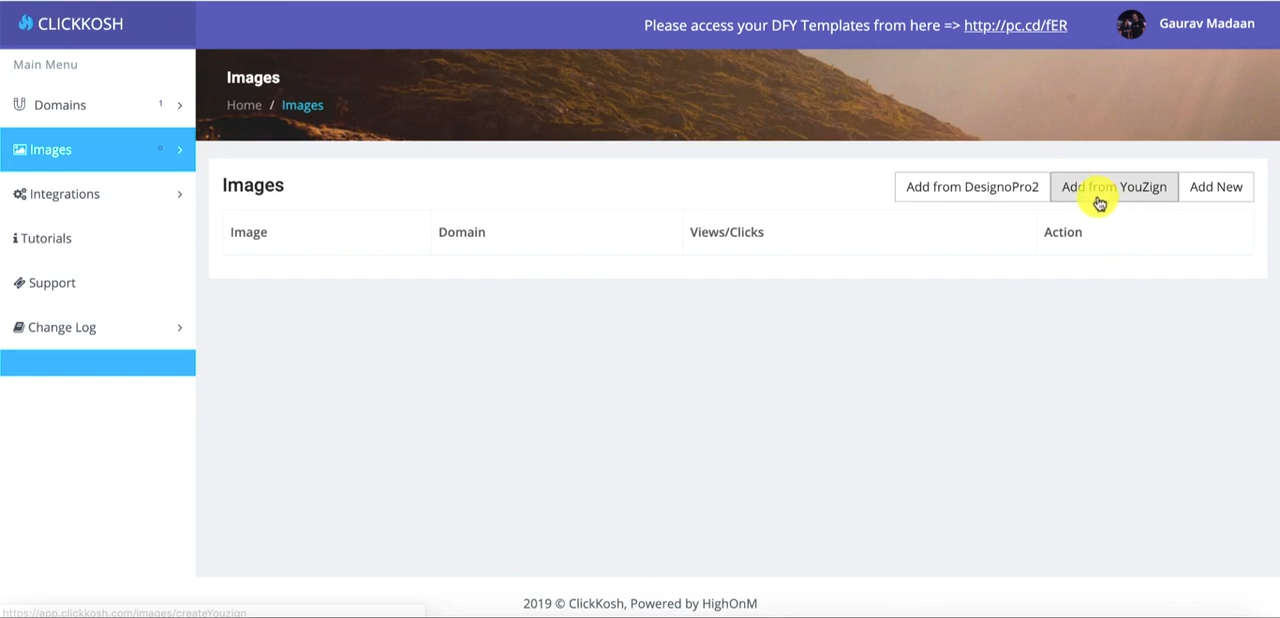 CLICKKOSH
Please access your DFY Templates from here => http://pc.cd/fER
Gaurav Madaan
Main Menu
Domains 1
Images 0
Integrations
Tutorials
Support
Change Log
Images
Home / Images
Images
Add from DesignoPro2
Add from YouZign
Add New
Image Domain Views/Clicks Action
2019 © ClickKosh, Powered by HighOnM
https://app.clickkosh.com/images/createYouzign